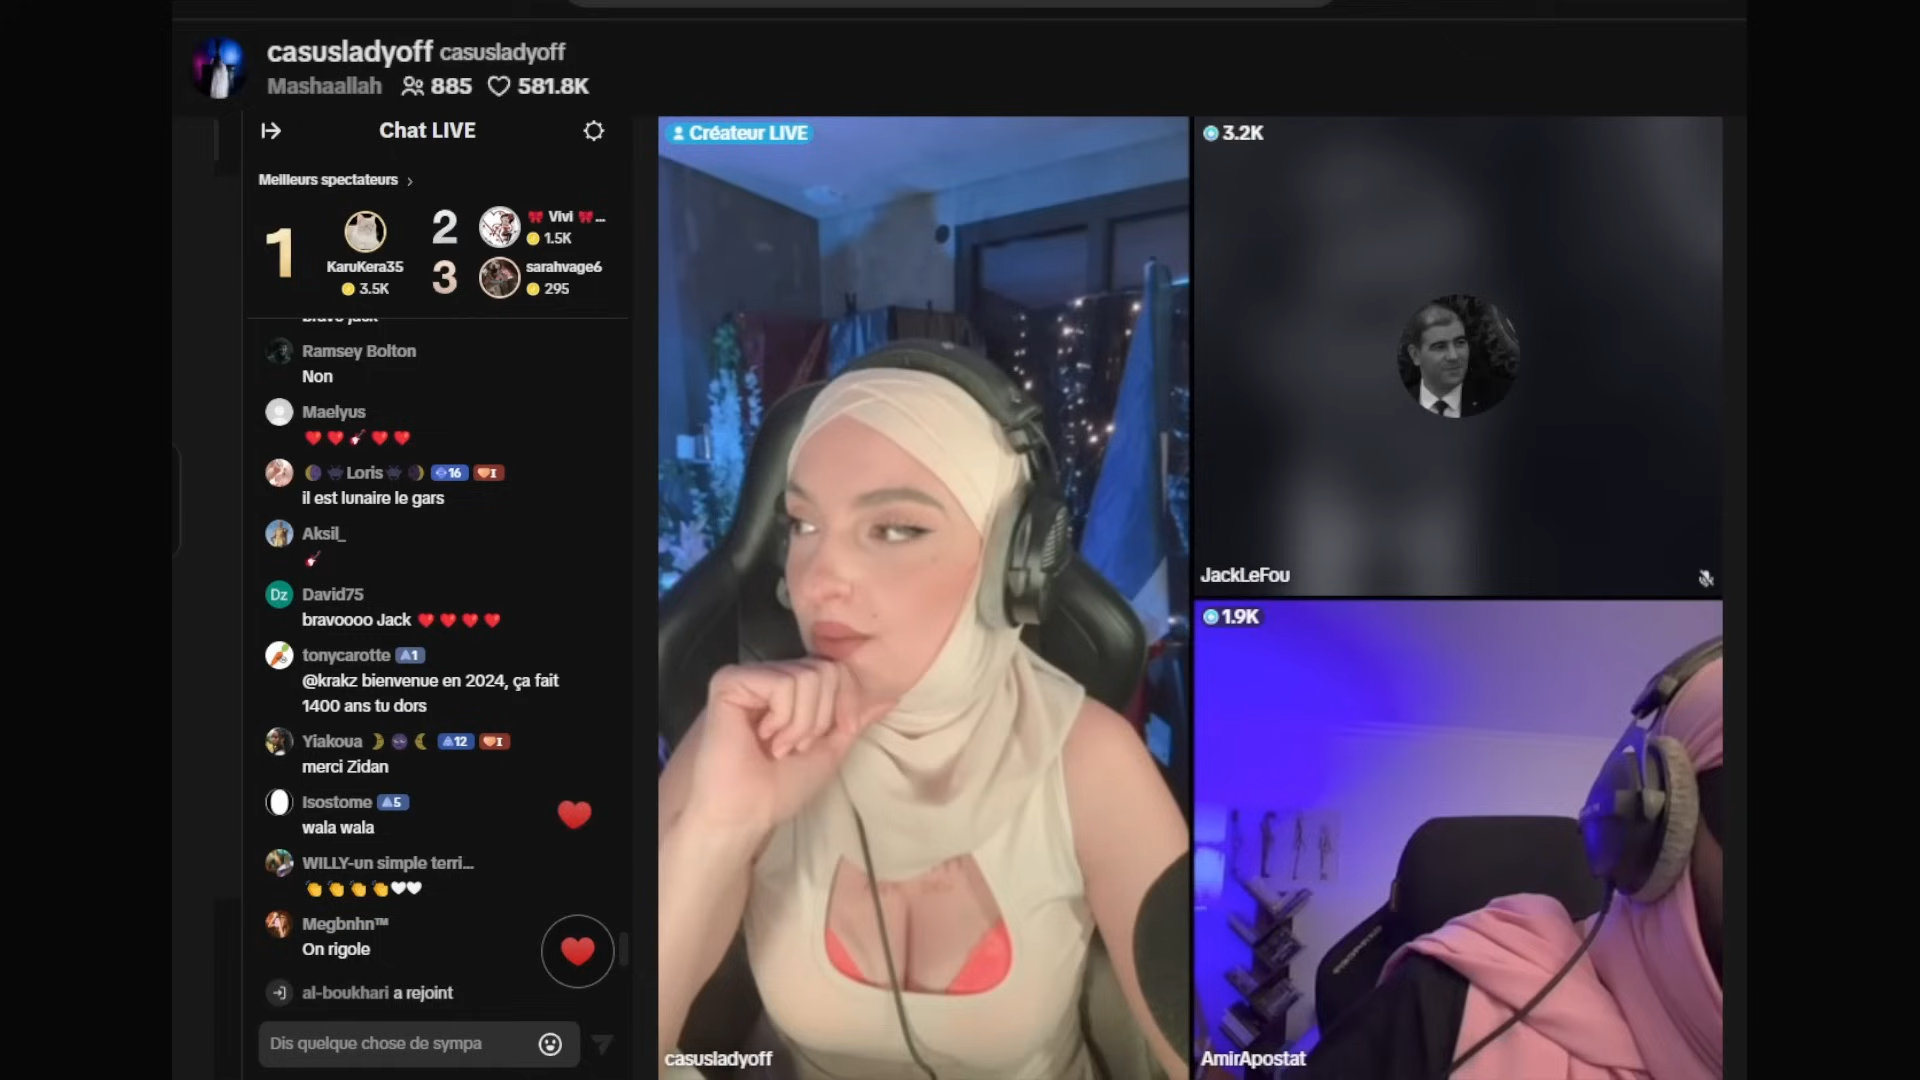 casusladyoff casusladyoff
Mashaallah 885 581.8K
Chat LIVE
Meilleurs spectateurs
1
KaruKera35
3.5K
2
Vivi ...
1.5K
3
sarahvage6
295
bravo jack
Ramsey Bolton
Non
Maelyus
Loris 16 I
il est lunaire le gars
Aksil_
Dz David75
bravoooo Jack
tonycarotte 1
@krakz bienvenue en 2024, ça fait
1400 ans tu dors
Yiakoua 12 I
merci Zidan
Isostome 5
wala wala
WILLY-un simple terri...
Megbnhn™
On rigole
al-boukhari a rejoint
Dis quelque chose de sympa
Créateur LIVE
casusladyoff
3.2K
JackLeFou
1.9K
AmirApostat